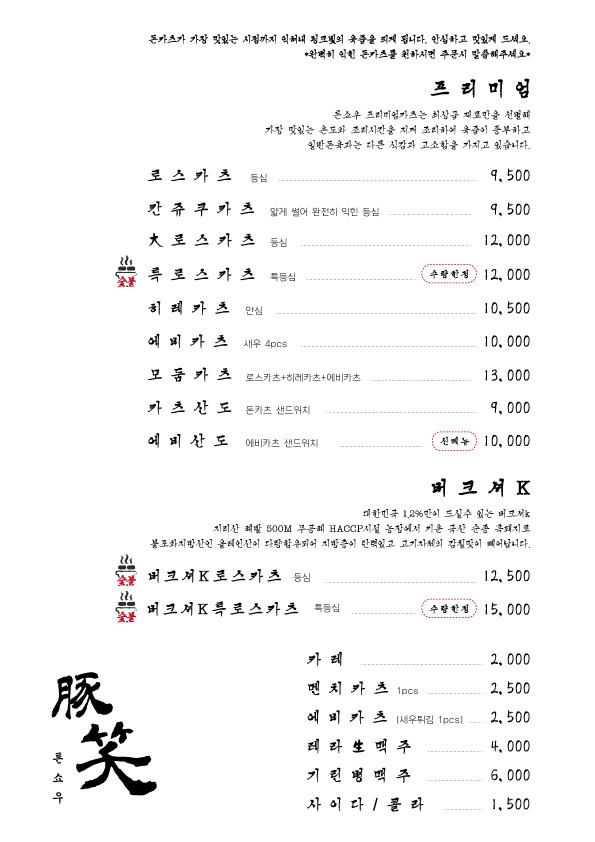 돈카츠가 가장 맛있는 시점까지 익혀내 핑크빛의 육즙을 띄게 됩니다. 안심하고 맛있게 드세요.
*완벽히 익힌 돈카츠를 원하시면 주문시 말씀해주세요*
프리미엄
톤쇼우 프리미엄카츠는 최상급 재료만을 선별해
가장 맛있는 온도와 조리시간을 지켜 조리하여 육즙이 풍부하고
일반돈육과는 다른 식감과 고소함을 가지고 있습니다.
로스카츠 등심 9,500
칸쥬쿠카츠 얇게 썰어 완전히 익힌 등심 9,500
大로스카츠 등심 12,000
숯불 특로스카츠 특등심 수량한정 12,000
히레카츠 안심 10,500
에비카츠 새우 4pcs 10,000
모둠카츠 로스카츠+히레카츠+에비카츠 13,000
카츠산도 돈카츠 샌드위치 9,000
에비산도 에비카츠 샌드위치 신메뉴 10,000
버크셔K
대한민국 1,2%만이 드실수 있는 버크셔k
지리산 해발 500M 무공해 HACCP시설 농장에서 키운 국산 순종 흑돼지로
불포화지방산인 올레인산이 다량함유되어 지방층이 탄력있고 고기자체의 감칠맛이 뛰어납니다.
숯불 버크셔K로스카츠 등심 12,500
숯불 버크셔K특로스카츠 특등심 수량한정 15,000
카레 2,000
멘치카츠 1pcs 2,500
에비카츠 (새우튀김 1pcs) 2,500
테라生맥주 4,000
기린병맥주 6,000
사이다/콜라 1,500
豚笑
톤쇼우